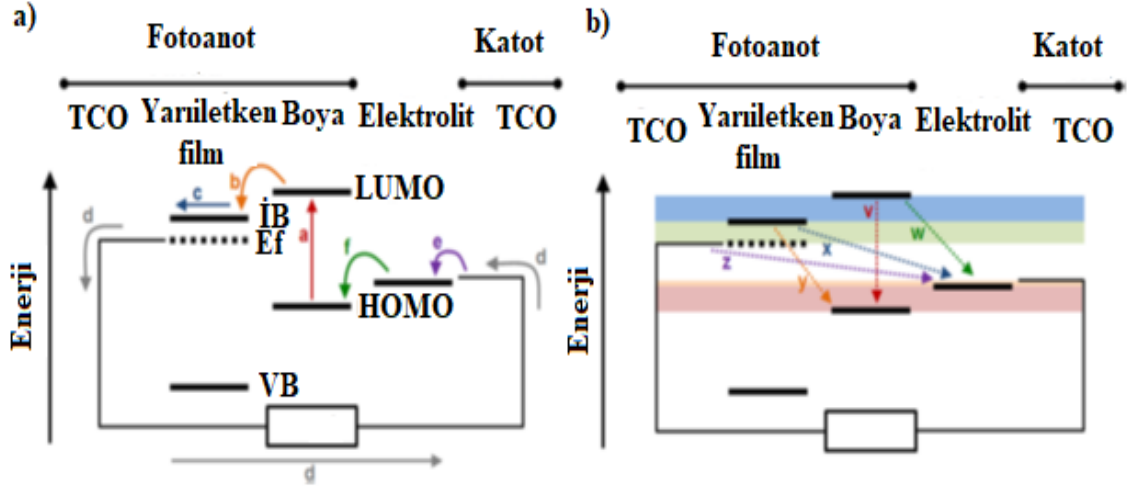 a)
Fotoanot Katot
TCO Yarıiletken Boya Elektrolit TCO
film
Enerji
d
c
b
LUMO
İB
Ef
a
f
e
d
HOMO
VB
d
b)
Fotoanot Katot
TCO Yarıiletken Boya Elektrolit TCO
film
Enerji
v
w
x
z
y